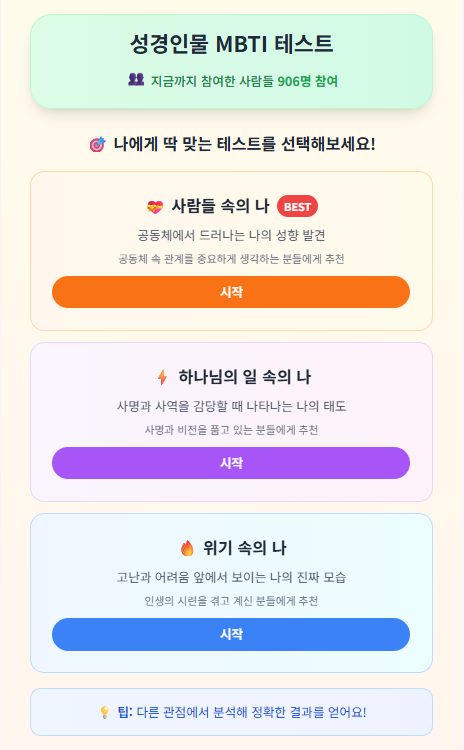 성경인물 MBTI 테스트
👥 지금까지 참여한 사람들 906명 참여
🎯 나에게 딱 맞는 테스트를 선택해보세요!
💝 사람들 속의 나 BEST
공동체에서 드러나는 나의 성향 발견
공동체 속 관계를 중요하게 생각하는 분들에게 추천
시작
⚡ 하나님의 일 속의 나
사명과 사역을 감당할 때 나타나는 나의 태도
사명과 비전을 품고 있는 분들에게 추천
시작
🔥 위기 속의 나
고난과 어려움 앞에서 보이는 나의 진짜 모습
인생의 시련을 겪고 계신 분들에게 추천
시작
💡 팁: 다른 관점에서 분석해 정확한 결과를 얻어요!